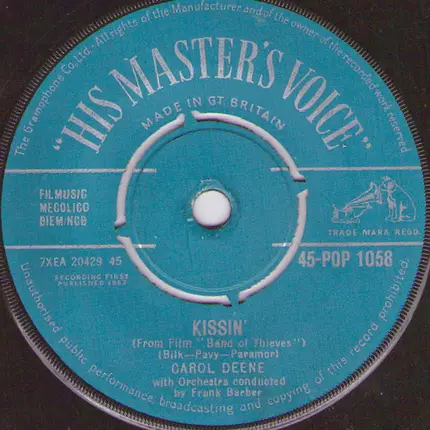 The Gramophone Co., Ltd.-All rights of the Manufacturer and of the owner of the recorded work reserved
"HIS MASTER'S VOICE"
MADE IN GT. BRITAIN
FILMUSIC
MECOLICO
BIEM/NCB
TRADE MARK REGD.
7XEA 20429 45
45-POP 1058
RECORDING FIRST
PUBLISHED 1962
KISSIN'
(From Film "Band of Thieves")
(Bilk—Pavy—Paramor)
CAROL DEENE
with Orchestra conducted
by Frank Barber
Unauthorised public performance, broadcasting and copying of this record prohibited.